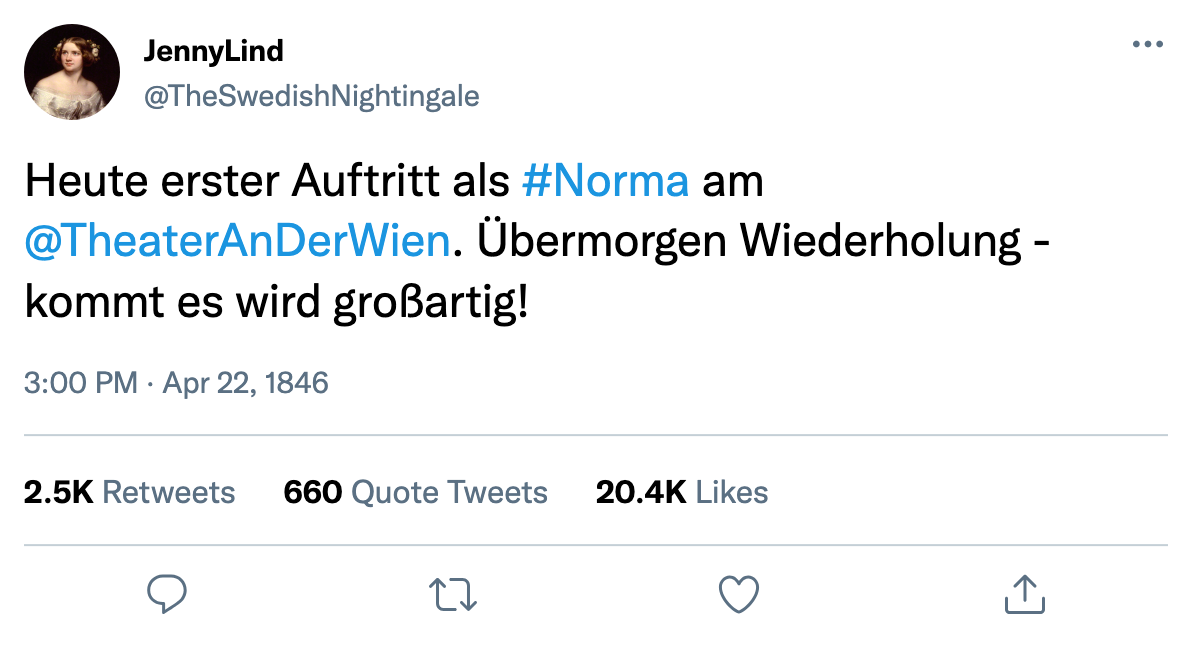 JennyLind
@TheSwedishNightingale
Heute erster Auftritt als #Norma am
@TheaterAnDerWien. Übermorgen Wiederholung -
kommt es wird großartig!
3:00 PM · Apr 22, 1846
2.5K Retweets 660 Quote Tweets 20.4K Likes